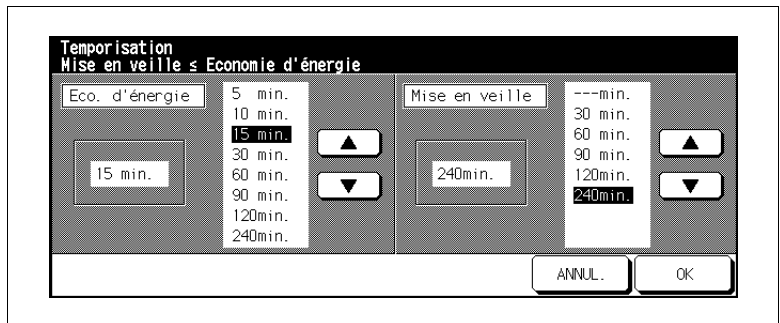 Temporisation
Mise en veille ≤ Economie d'énergie
Eco. d'énergie
15 min.
5 min.
10 min.
15 min.
30 min.
60 min.
90 min.
120min.
240min.
▲
▼
Mise en veille
240min.
---min.
30 min.
60 min.
90 min.
120min.
240min.
▲
▼
ANNUL.
OK